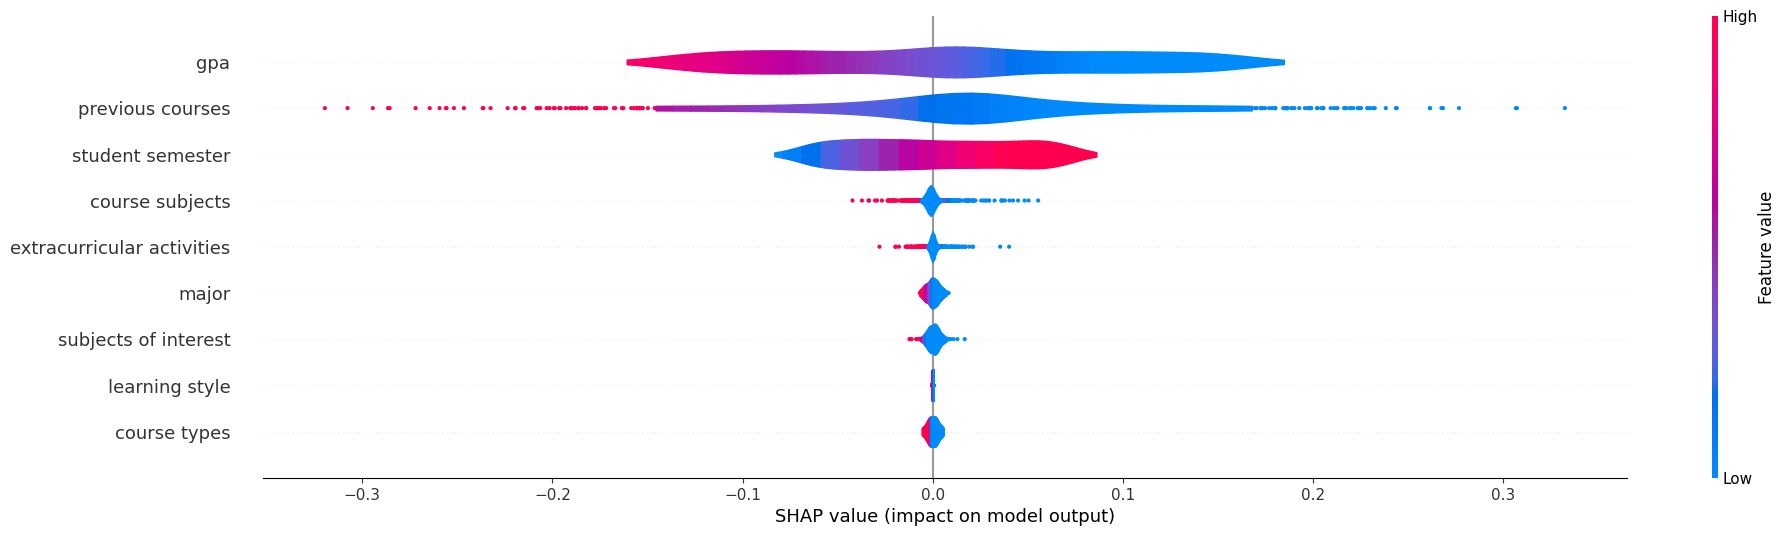 gpa
previous courses
student semester
course subjects
extracurricular activities
major
subjects of interest
learning style
course types
−0.3 −0.2 −0.1 0.0 0.1 0.2 0.3
SHAP value (impact on model output)
High
Feature value
Low